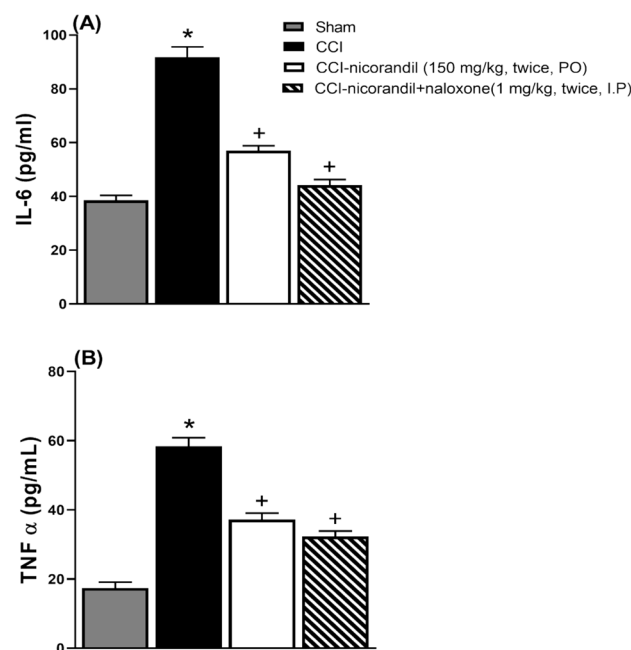 (A)
Sham
CCI
CCI-nicorandil (150 mg/kg, twice, PO)
CCI-nicorandil+naloxone(1 mg/kg, twice, I.P)
IL-6 (pg/ml)
100
80
60
40
20
0
*
+
+
(B)
TNF α (pg/mL)
80
60
40
20
0
*
+
+